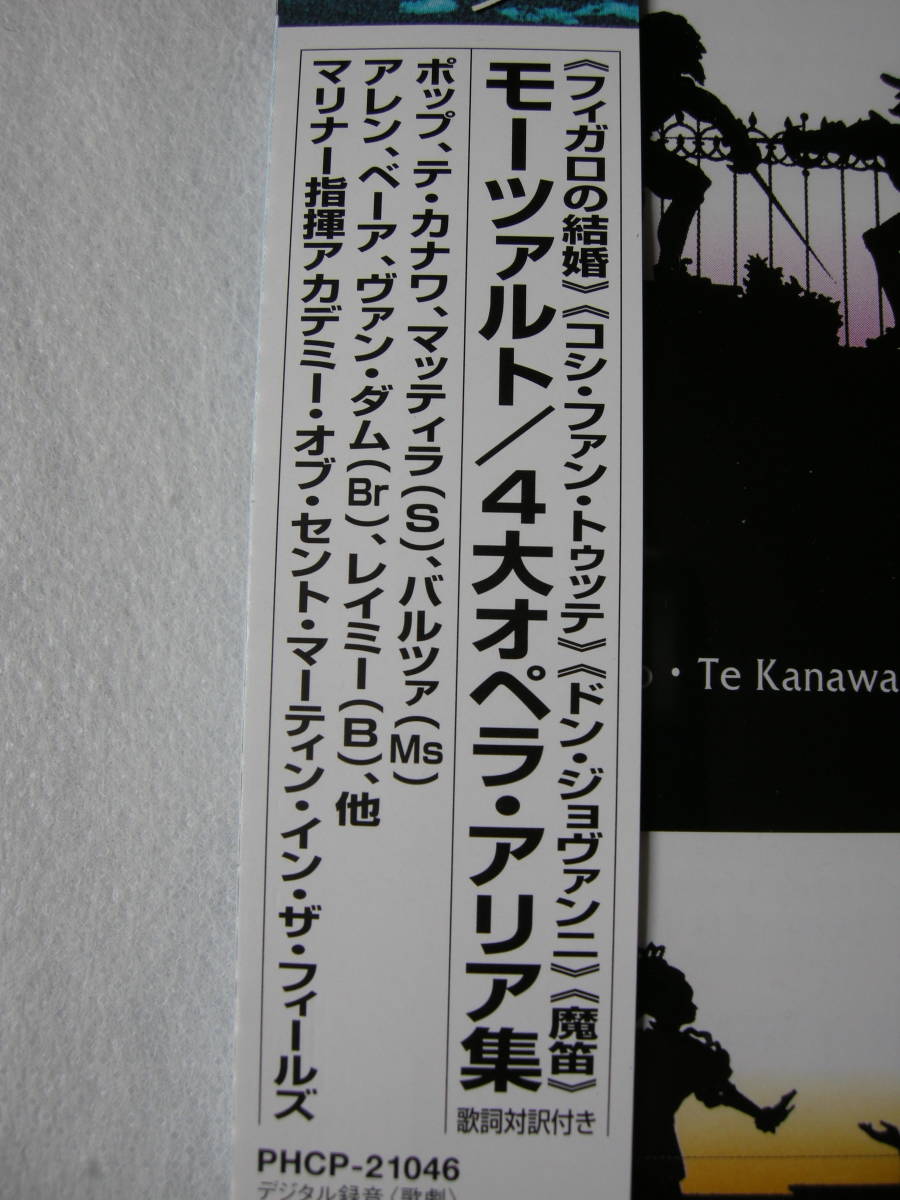 《フィガロの結婚》《コシ・ファン・トゥッテ》《ドン・ジョヴァンニ》《魔笛》
モーツァルト/4大オペラ・アリア集
歌詞対訳付き
ポップ、テ・カナワ、マッティラ(S)、バルツァ(Ms)
アレン、ベーア、ヴァン・ダム(Br)、レイミー(B)、他
マリナー指揮アカデミー・オブ・セント・マーティン・イン・ザ・フィールズ
PHCP-21046
デジタル録音〈歌劇〉
・Te Kanawa